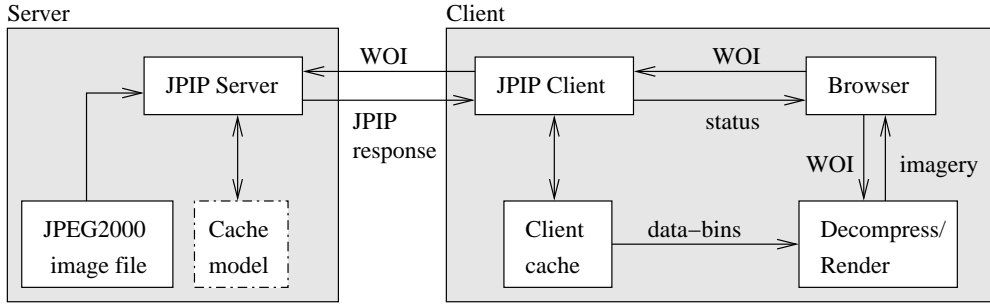 Server
Client
WOI
WOI
JPIP Server
JPIP Client
Browser
JPIP
response
status
WOI
imagery
JPEG2000
image file
Cache
model
Client
cache
data−bins
Decompress/
Render